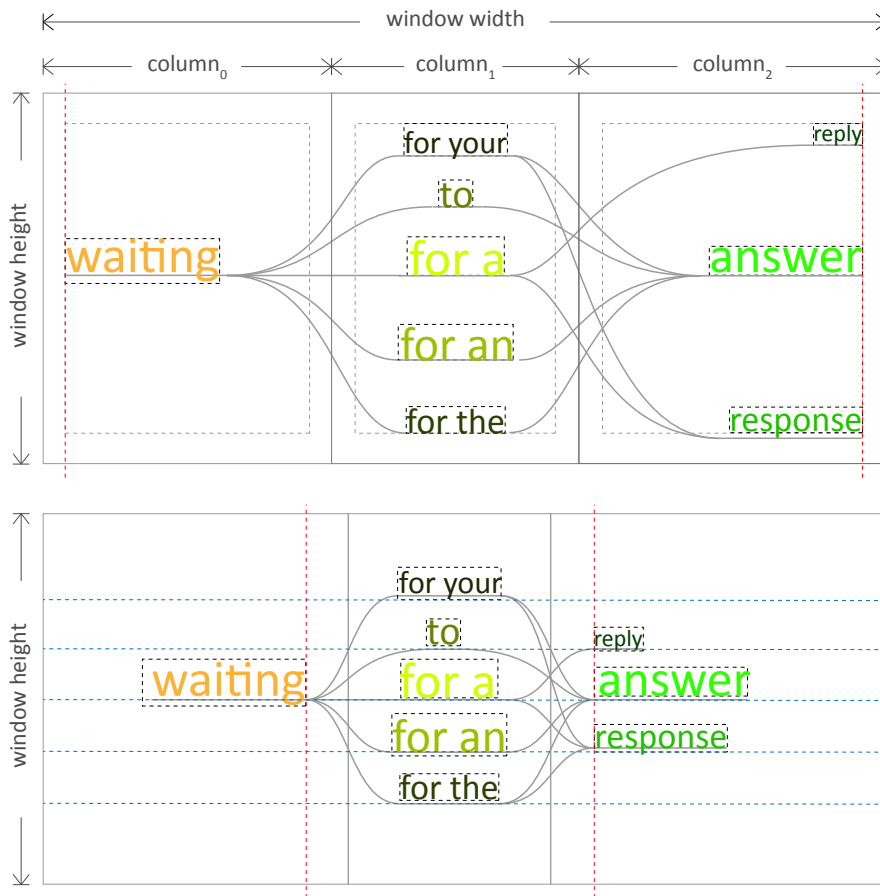 window width
column0 column1 column2
window height
for your
reply
to
waiting
for a
answer
for an
for the
response
window height
for your
to
reply
waiting
for a
answer
for an
response
for the